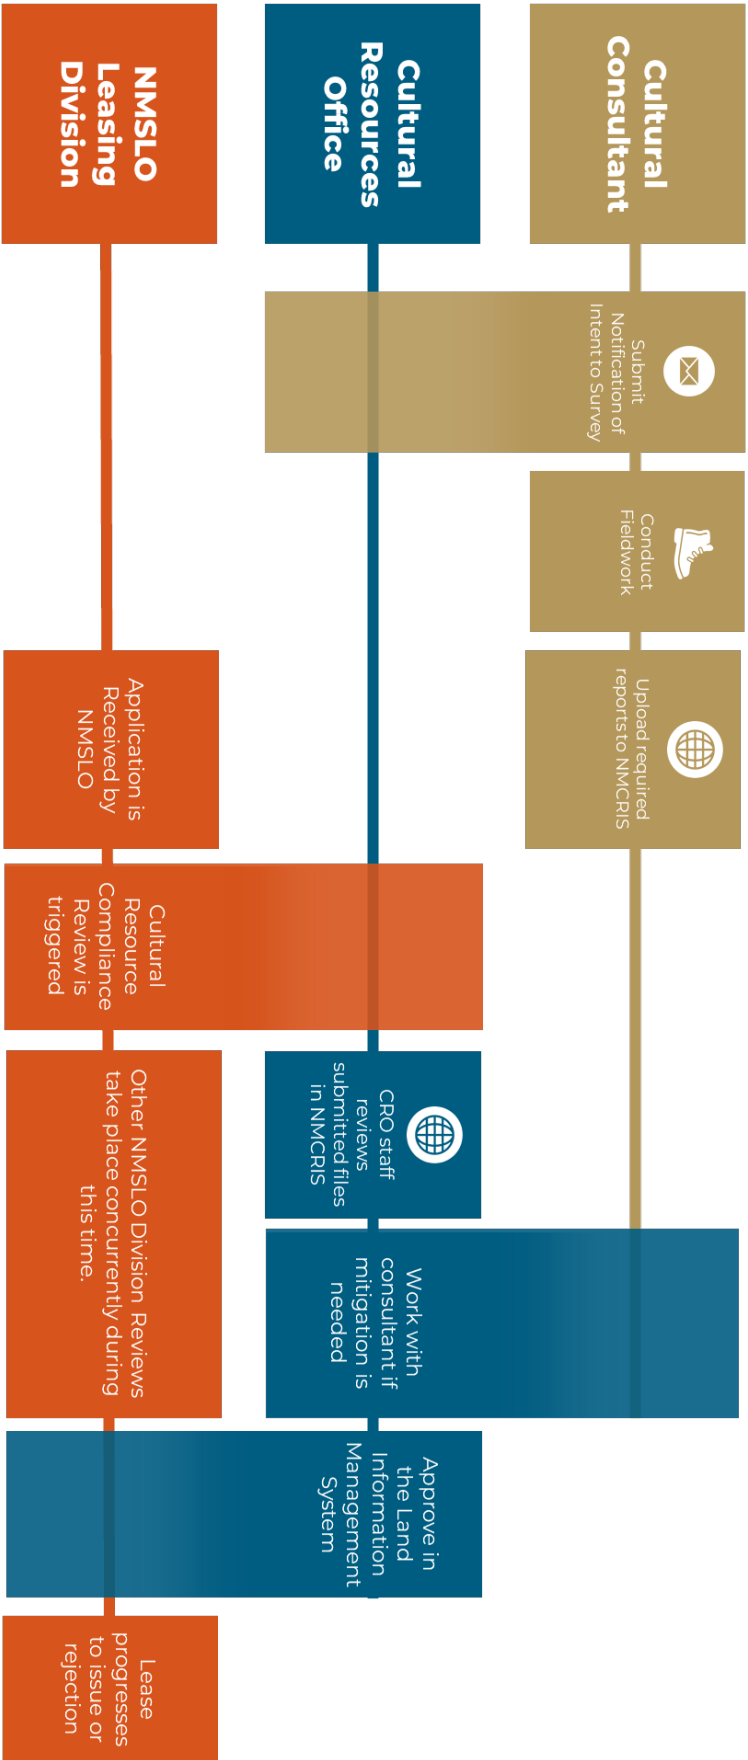 Cultural
Consultant
Submit
Notification of
Intent to Survey
Conduct
Fieldwork
Upload required
reports to NMCRIS
Cultural
Resources
Office
CRO staff
reviews
submitted files
in NMCRIS
Work with
consultant if
mitigation is
needed
Approve in
the Land
Information
Management
System
NMSLO
Leasing
Division
Application is
Received by
NMSLO
Cultural
Resource
Compliance
Review is
triggered
Other NMSLO Division Reviews
take place concurrently during
this time.
Lease
progresses
to issue or
rejection